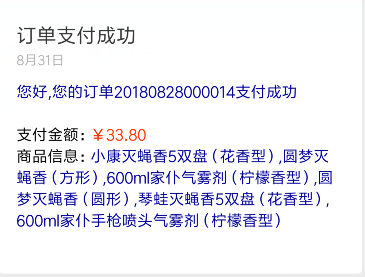 订单支付成功
8月31日
您好,您的订单20180828000014支付成功
支付金额：￥33.80
商品信息：小康灭蝇香5双盘（花香型）,圆梦灭
蝇香（方形）,600ml家仆气雾剂（柠檬香型）,圆
梦灭蝇香（圆形）,琴蛙灭蝇香5双盘（花香型）,
600ml家仆手枪喷头气雾剂（柠檬香型）